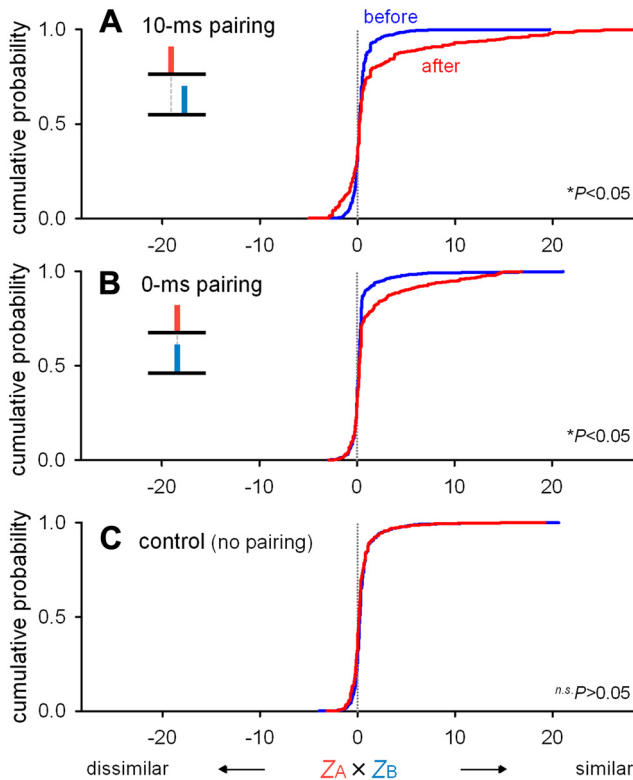 A 10-ms pairing
before
after
cumulative probability
1.0
0.5
0.0
*P<0.05
-20 -10 0 10 20
B 0-ms pairing
cumulative probability
1.0
0.5
0.0
*P<0.05
-20 -10 0 10 20
C control (no pairing)
cumulative probability
1.0
0.5
0.0
n.s.P>0.05
-20 -10 0 10 20
dissimilar ← ZA × ZB → similar